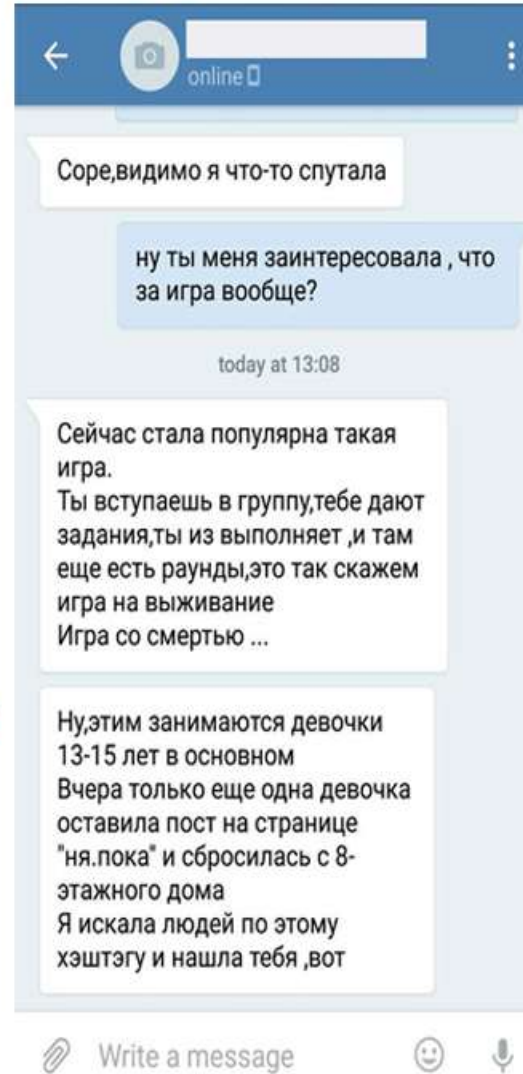 online
Соре,видимо я что-то спутала
ну ты меня заинтересовала , что
за игра вообще?
today at 13:08
Сейчас стала популярна такая
игра.
Ты вступаешь в группу,тебе дают
задания,ты из выполняет ,и там
еще есть раунды,это так скажем
игра на выживание
Игра со смертью ...
Ну,этим занимаются девочки
13-15 лет в основном
Вчера только еще одна девочка
оставила пост на странице
"ня.пока" и сбросилась с 8-
этажного дома
Я искала людей по этому
хэштэгу и нашла тебя ,вот
Write a message